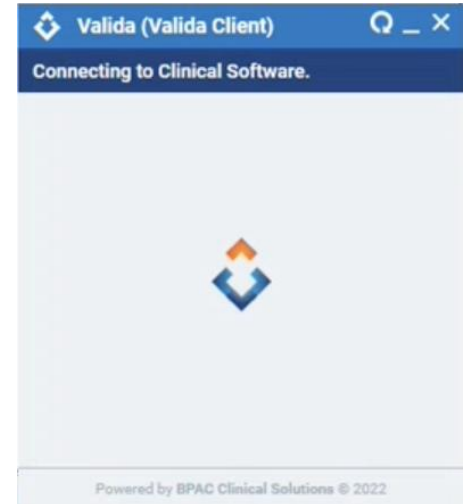 Valida (Valida Client)
Connecting to Clinical Software.
Powered by BPAC Clinical Solutions © 2022